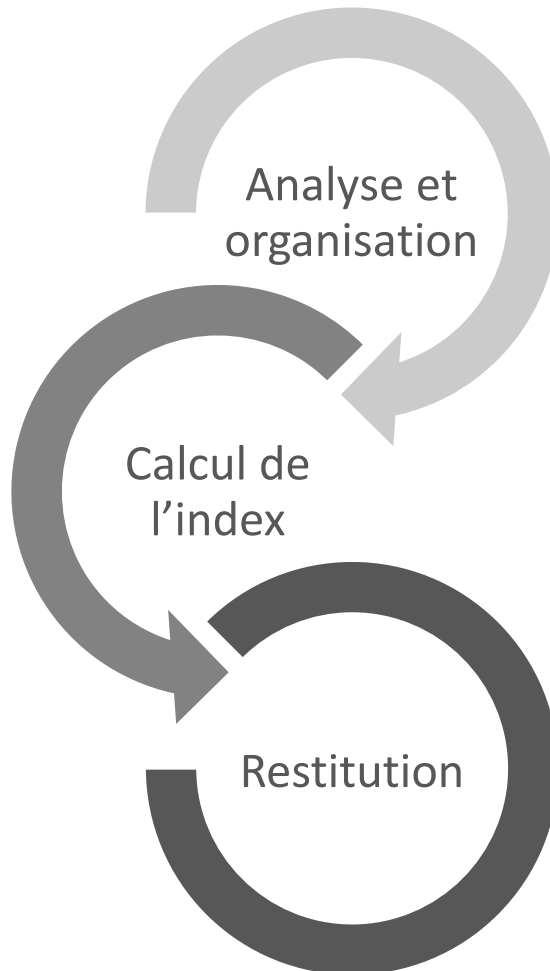 Analyse et
organisation
Calcul de
l’index
Restitution